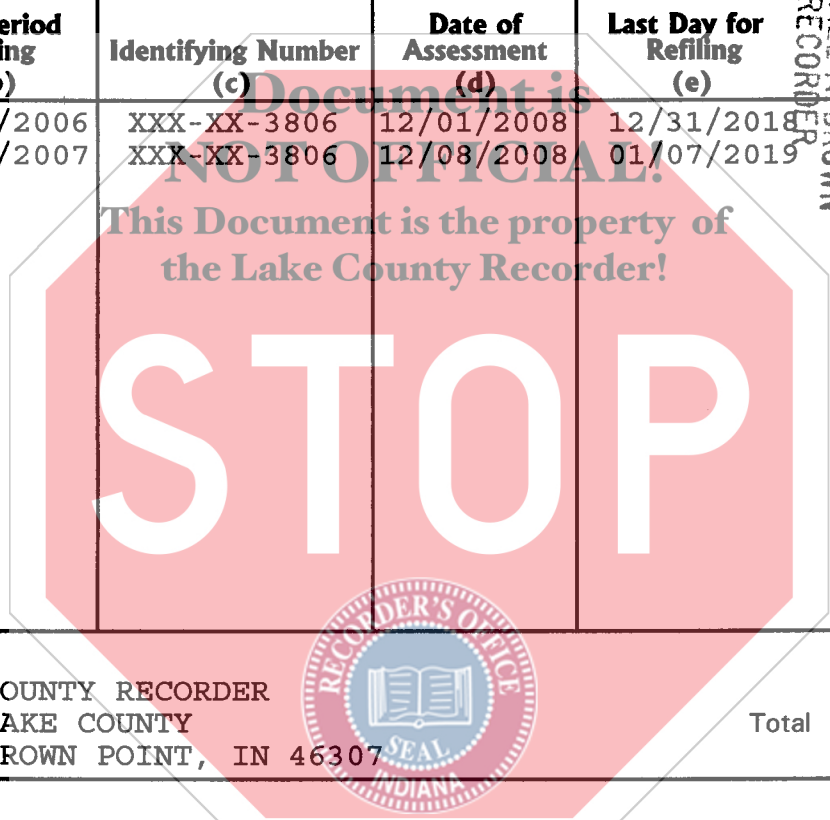 eriod
ing
Identifying Number
(c)
Date of
Assessment
(d)
Last Day for
Refiling
(e)
RECORDER
/2006 XXX-XX-3806 12/01/2008 12/31/2018
/2007 XXX-XX-3806 12/08/2008 01/07/2019
Document is
NOT OFFICIAL!
This Document is the property of
the Lake County Recorder!
STOP
OUNTY RECORDER
AKE COUNTY
ROWN POINT, IN 46307
Total
RECORDER'S OFFICE
SEAL
INDIANA